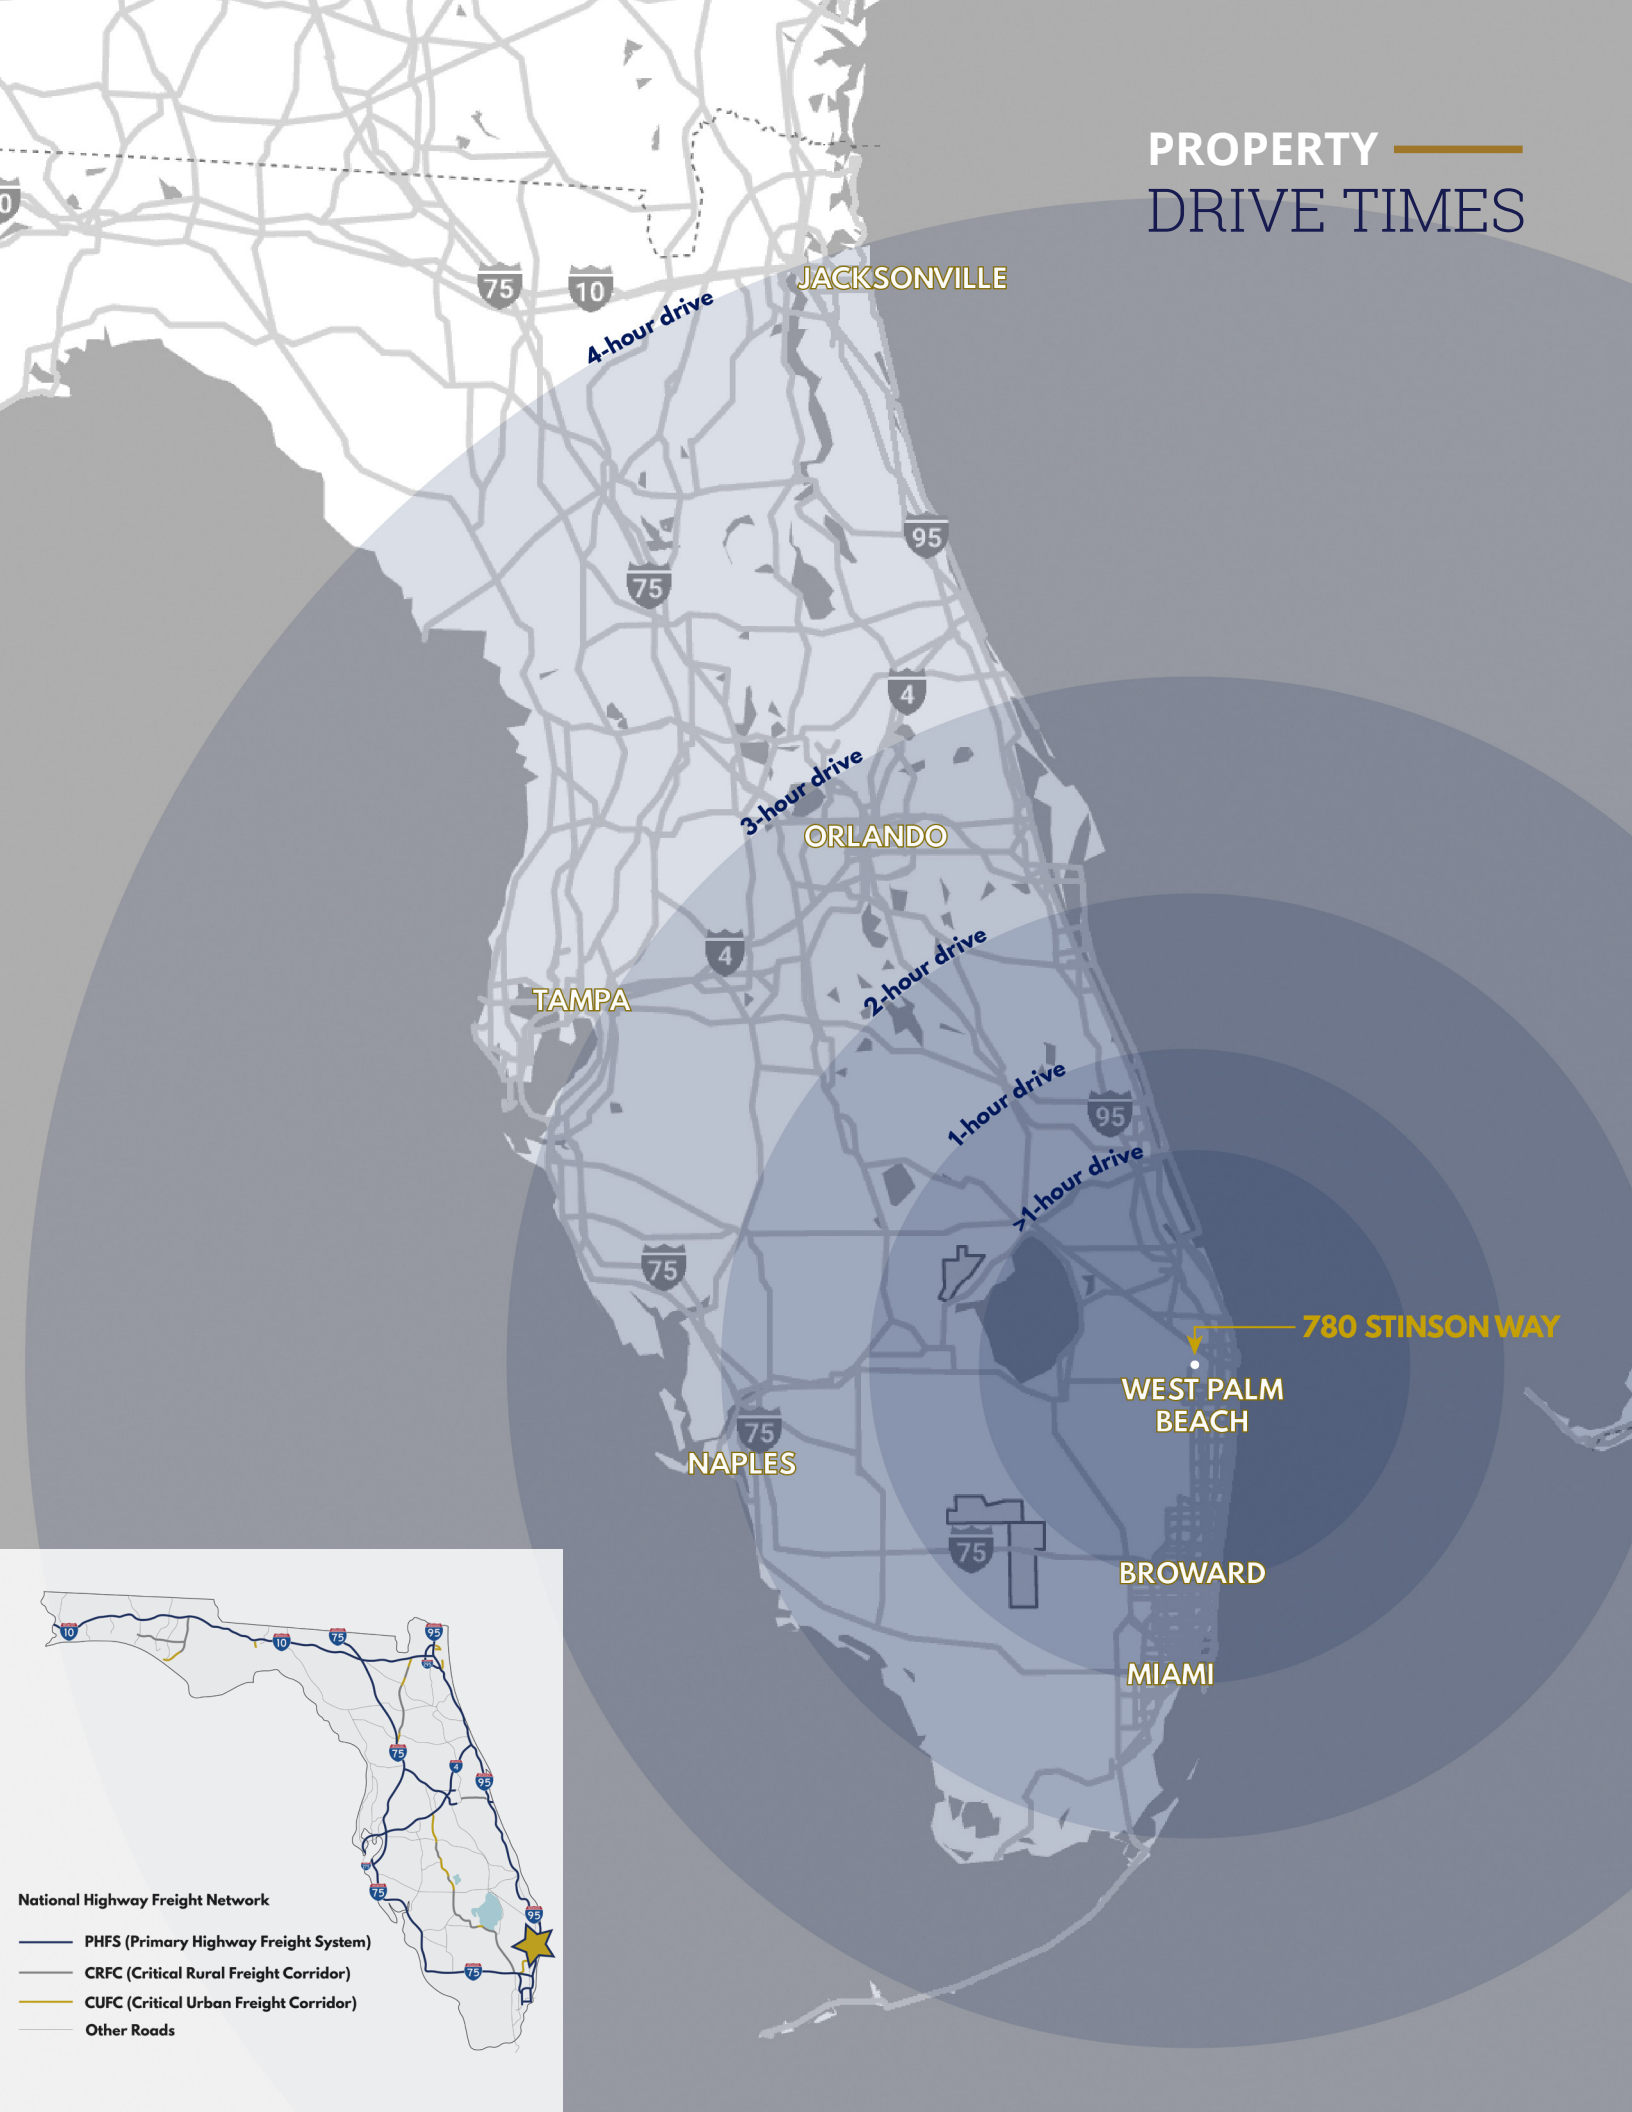 PROPERTY
DRIVE TIMES
0
JACKSONVILLE
75
10
4-hour drive
95
75
4
3-hour drive
ORLANDO
4
2-hour drive
TAMPA
1-hour drive
95
>1-hour drive
75
780 STINSON WAY
WEST PALM
BEACH
75
NAPLES
75
BROWARD
MIAMI
10
10
75
95
75
4
95
75
95
75
National Highway Freight Network
PHFS (Primary Highway Freight System)
CRFC (Critical Rural Freight Corridor)
CUFC (Critical Urban Freight Corridor)
Other Roads